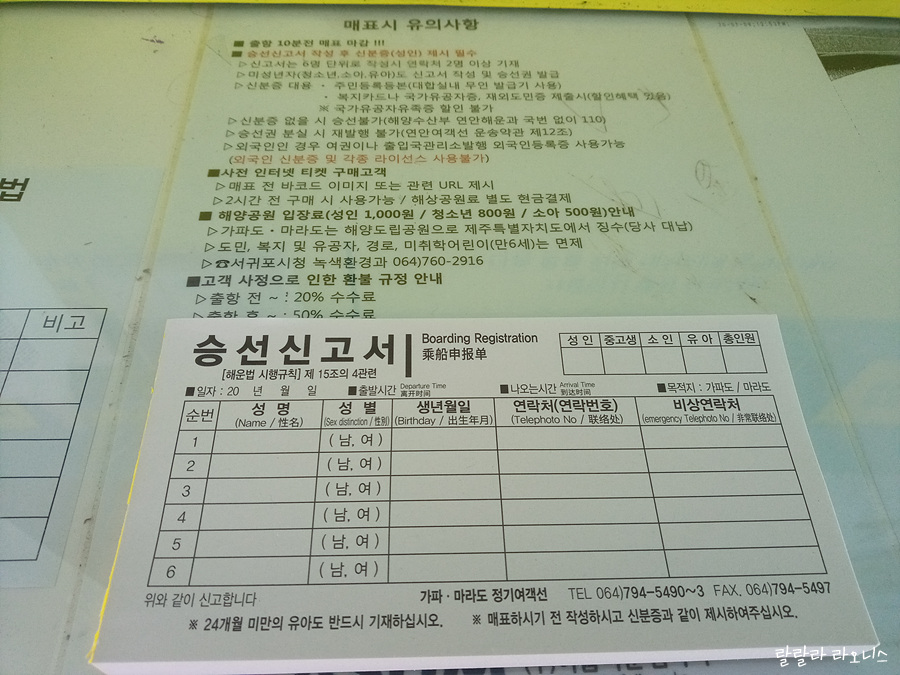 매표시 유의사항
■ 출항 10분전 매표 마감 !!!
■ 승선신고서 작성 후 신분증(성인) 제시 필수
▷신고서는 6명 단위로 작성시 연락처 2명 이상 기재
▷미성년자(청소년,소아,유아)도 신고서 작성 및 승선권 발급
▷신분증 대용 ・ 주민등록등본(대합실내 무인 발급기 사용)
・ 복지카드나 국가유공자증, 재외도민증 제출시(할인혜택 있음)
※ 국가유공자유족증 할인 불가
▷신분증 없을 시 승선불가(해양수산부 연안해운과 국번 없이 110)
▷승선권 분실 시 재발행 불가(연안여객선 운송약관 제12조)
▷외국인인 경우 여권이나 출입국관리소발행 외국인등록증 사용가능
(외국인 신분증 및 각종 라이선스 사용불가)
■사전 인터넷 티켓 구매고객
▷매표 전 바코드 이미지 또는 관련 URL 제시
▷2시간 전 구매 시 사용가능 / 해상공원료 별도 현금결제
■ 해양공원 입장료(성인 1,000원 / 청소년 800원 / 소아 500원)안내
▷가파도・마라도는 해양도립공원으로 제주특별자치도에서 징수(당사 대납)
▷도민, 복지 및 유공자, 경로, 미취학어린이(만6세)는 면제
▷☎서귀포시청 녹색환경과 064)760-2916
■고객 사정으로 인한 환불 규정 안내
▷출항 전 ~ : 20% 수수료
▷출항 후 ~ : 50% 수수료
법
비고
승선신고서
[해운법 시행규칙] 제 15조의 4관련
Boarding Registration
乘船申报单
성 인 중고생 소 인 유 아 총인원
■일자 : 20 년 월 일 ■출발시간 Departure Time 离开时间 ■나오는시간 Arrival Time 到达时间 ■목적지 : 가파도 / 마라도
순번 성 명 (Name / 姓名) 성 별 (Sex distinction / 性别) 생년월일 (Birthday / 出生年月) 연락처(연락번호) (Telephoto No / 联络处) 비상연락처 (emergency Telephoto No / 非常联络处)
1 ( 남, 여 )
2 ( 남, 여 )
3 ( 남, 여 )
4 ( 남, 여 )
5 ( 남, 여 )
6 ( 남, 여 )
위와 같이 신고합니다 가파・마라도 정기여객선 TEL 064)794-5490~3 FAX. 064)794-5497
※ 24개월 미만의 유아도 반드시 기재하십시오. ※ 매표하시기 전 작성하시고 신분증과 같이 제시하여주십시오.
랄랄라 라오니스